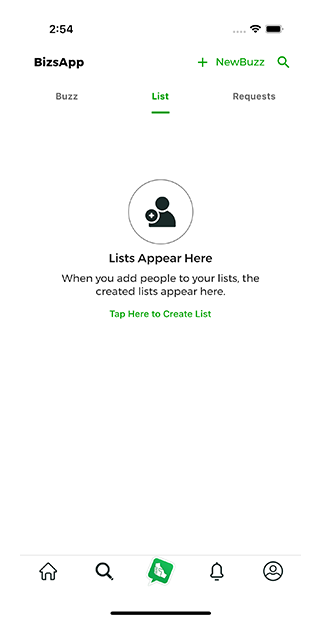 2:54
BizsApp
+ NewBuzz
Buzz
List
Requests
Lists Appear Here
When you add people to your lists, the
created lists appear here.
Tap Here to Create List